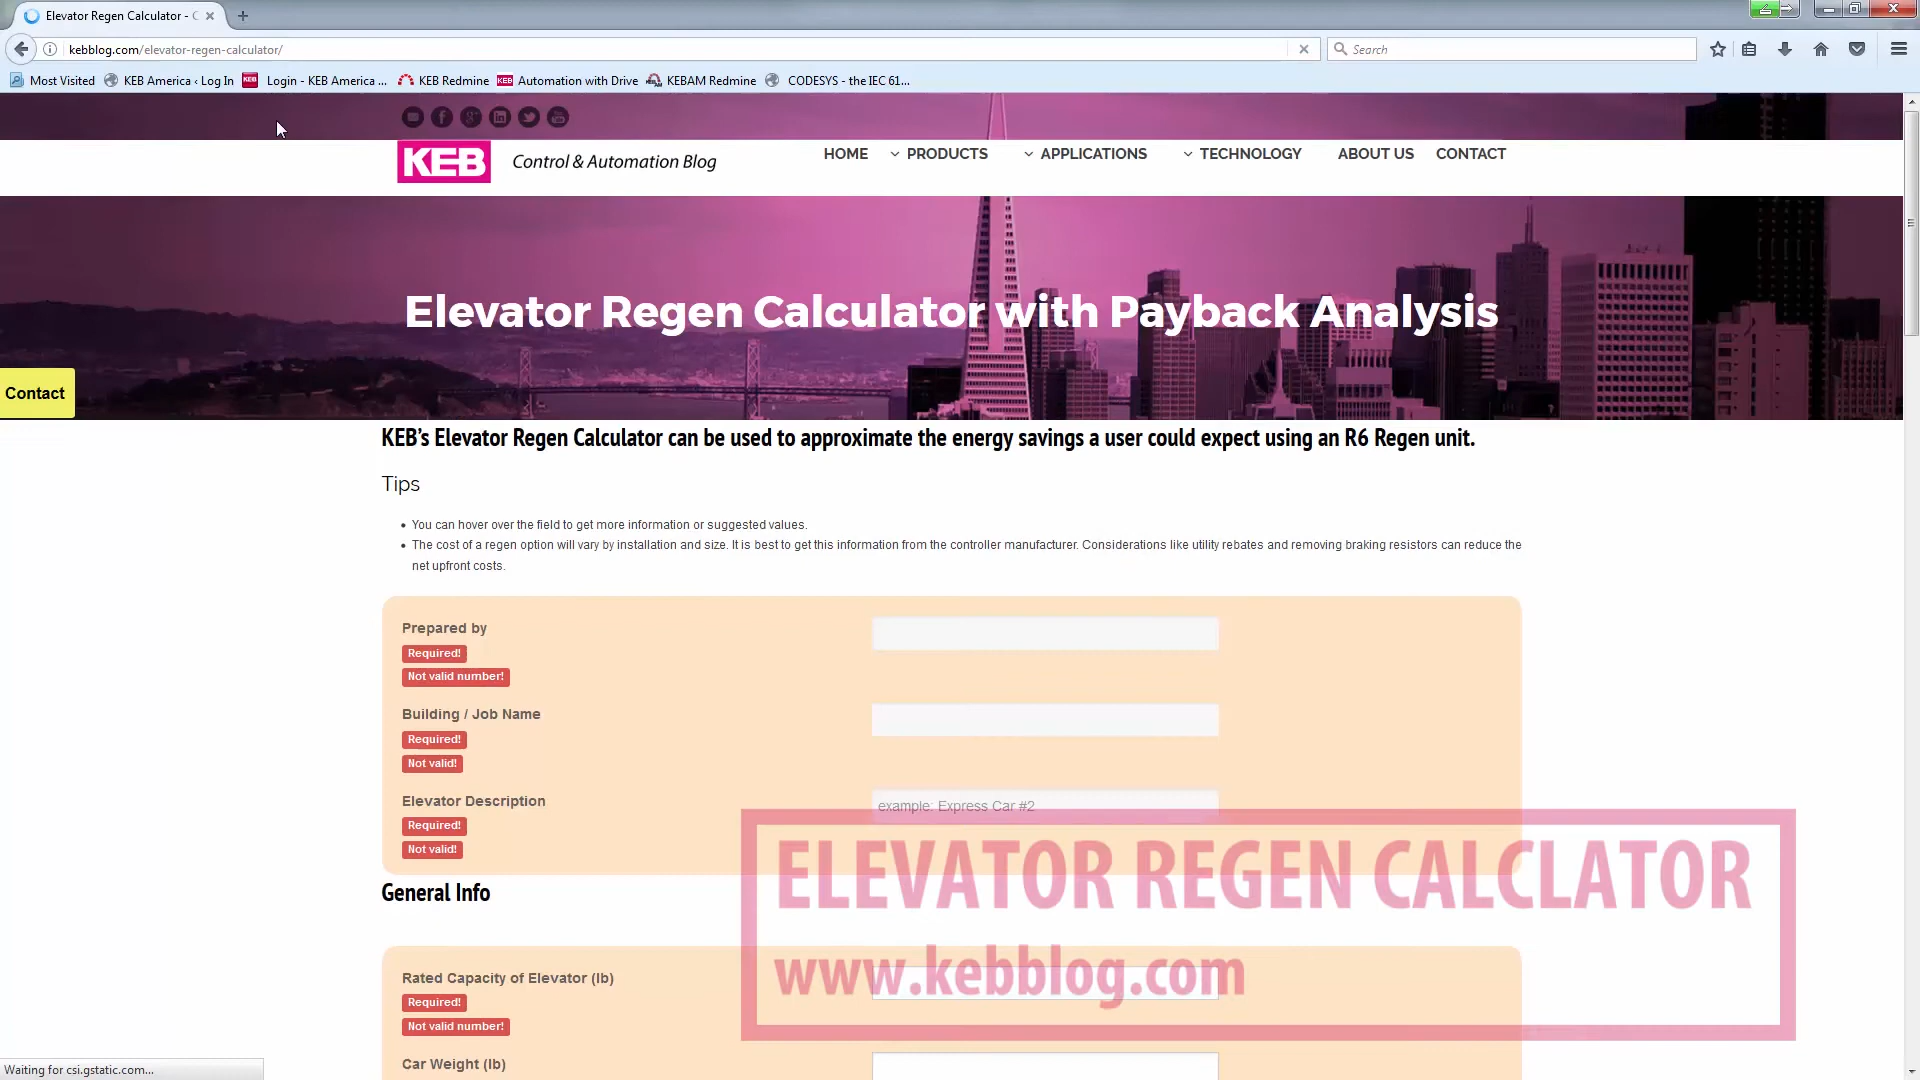 Elevator Regen Calculator - C
kebblog.com/elevator-regen-calculator/
Search
Most Visited
KEB America ‹ Log In
KEB Login - KEB America ...
KEB Redmine
KEB Automation with Drive
KEBAM Redmine
CODESYS - the IEC 61...
KEB
Control & Automation Blog
HOME
PRODUCTS
APPLICATIONS
TECHNOLOGY
ABOUT US
CONTACT
Elevator Regen Calculator with Payback Analysis
Contact
KEB's Elevator Regen Calculator can be used to approximate the energy savings a user could expect using an R6 Regen unit.
Tips
• You can hover over the field to get more information or suggested values.
• The cost of a regen option will vary by installation and size. It is best to get this information from the controller manufacturer. Considerations like utility rebates and removing braking resistors can reduce the
net upfront costs.
Prepared by
Required!
Not valid number!
Building / Job Name
Required!
Not valid!
Elevator Description
example: Express Car #2
Required!
Not valid!
General Info
ELEVATOR REGEN CALCLATOR
www.kebblog.com
Rated Capacity of Elevator (lb)
Required!
Not valid number!
Car Weight (lb)
Waiting for csi.gstatic.com...